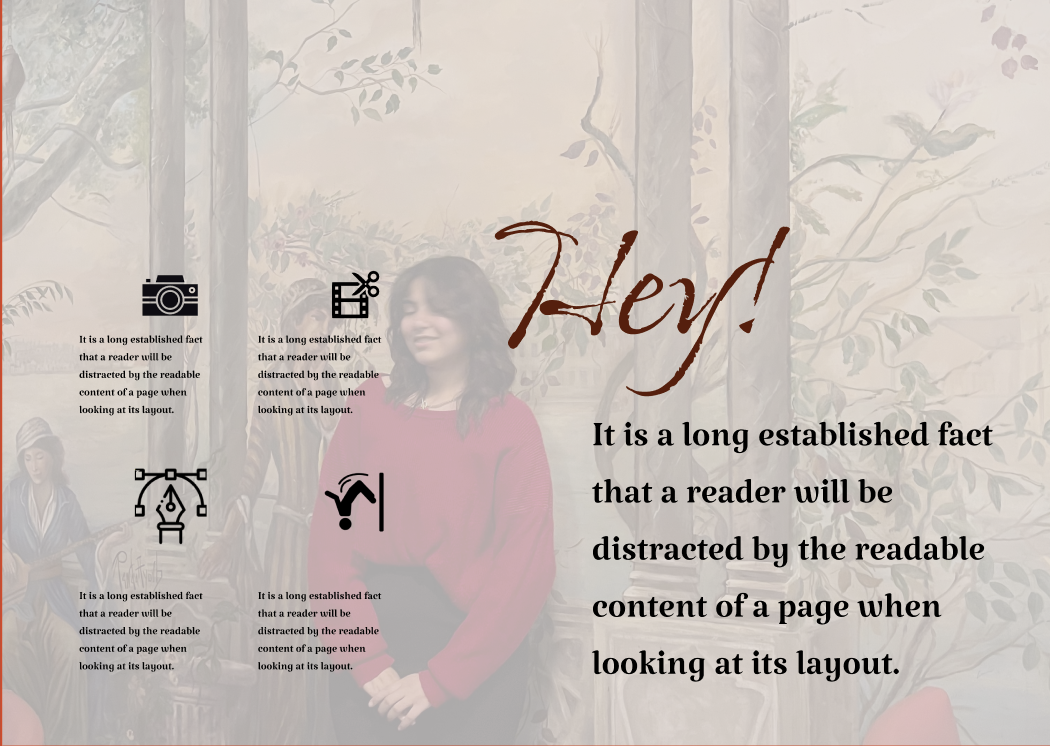 Hey!
It is a long established fact
that a reader will be
distracted by the readable
content of a page when
looking at its layout.
It is a long established fact
that a reader will be
distracted by the readable
content of a page when
looking at its layout.
It is a long established fact
that a reader will be
distracted by the readable
content of a page when
looking at its layout.
It is a long established fact
that a reader will be
distracted by the readable
content of a page when
looking at its layout.
It is a long established fact
that a reader will be
distracted by the readable
content of a page when
looking at its layout.